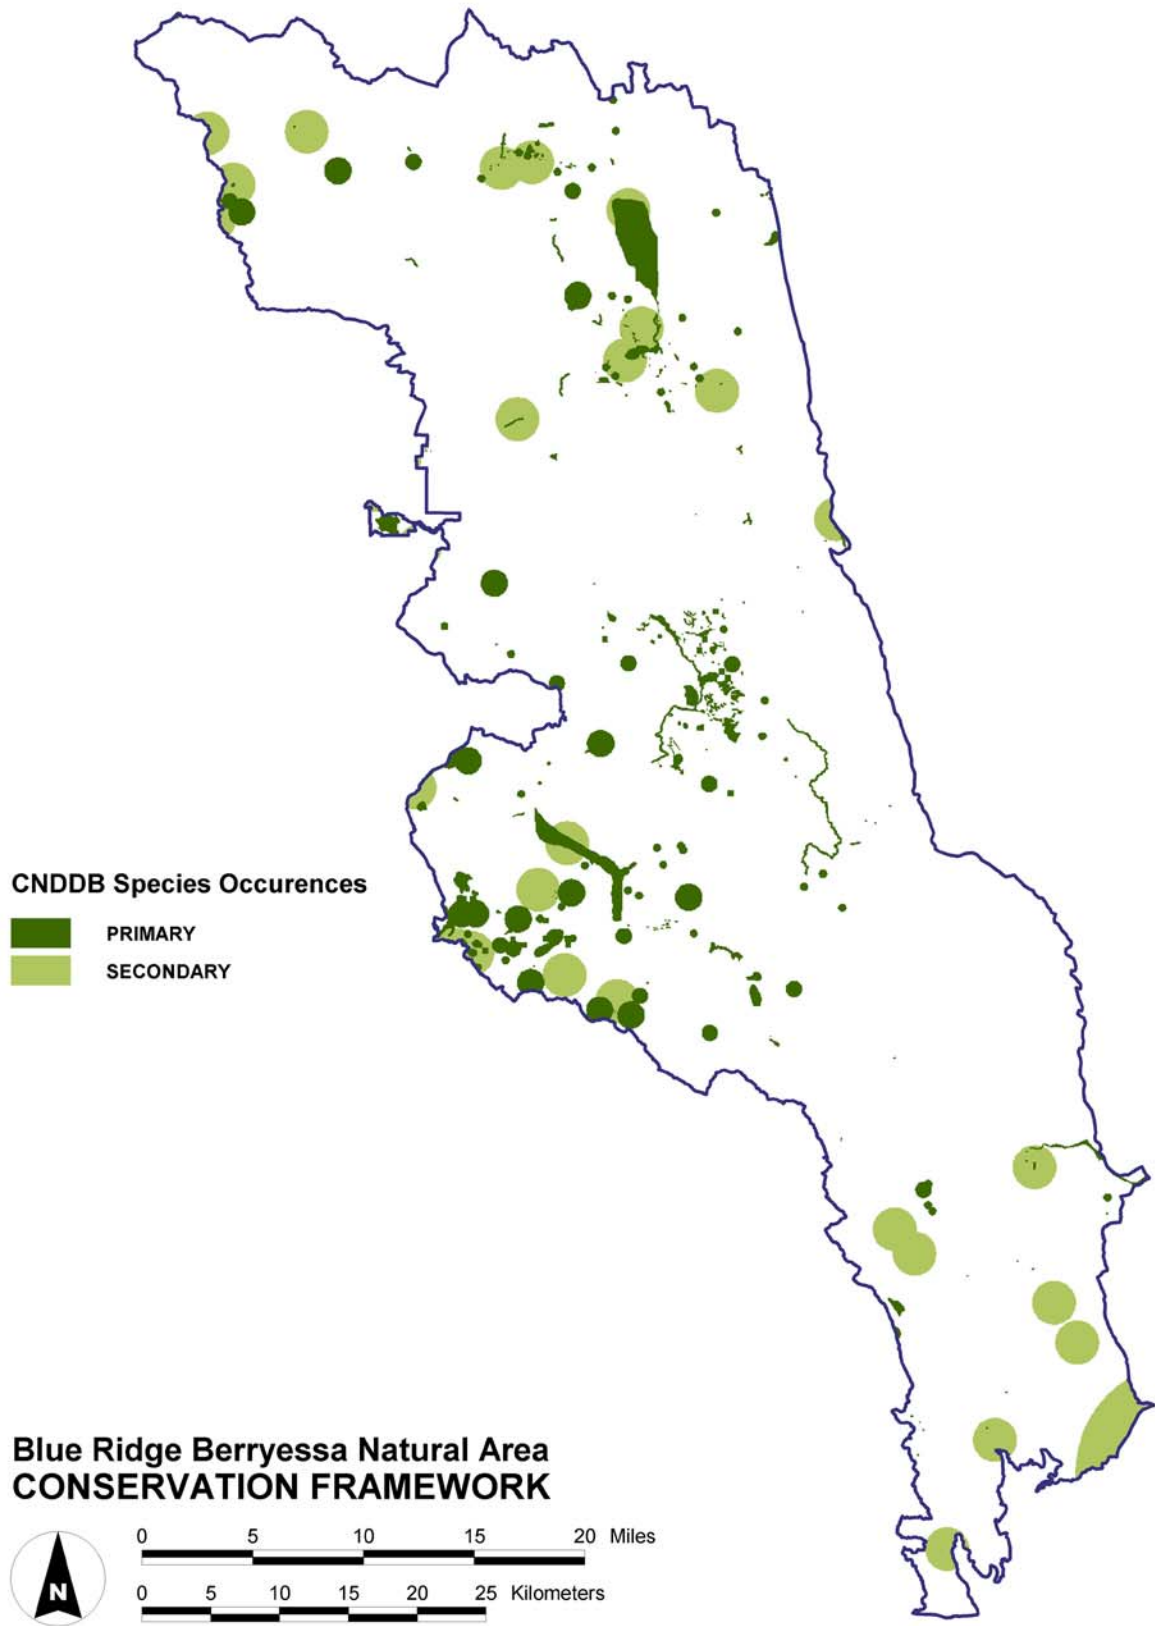 CNDDB Species Occurences
PRIMARY
SECONDARY
Blue Ridge Berryessa Natural Area
CONSERVATION FRAMEWORK
N
0 5 10 15 20 Miles
0 5 10 15 20 25 Kilometers